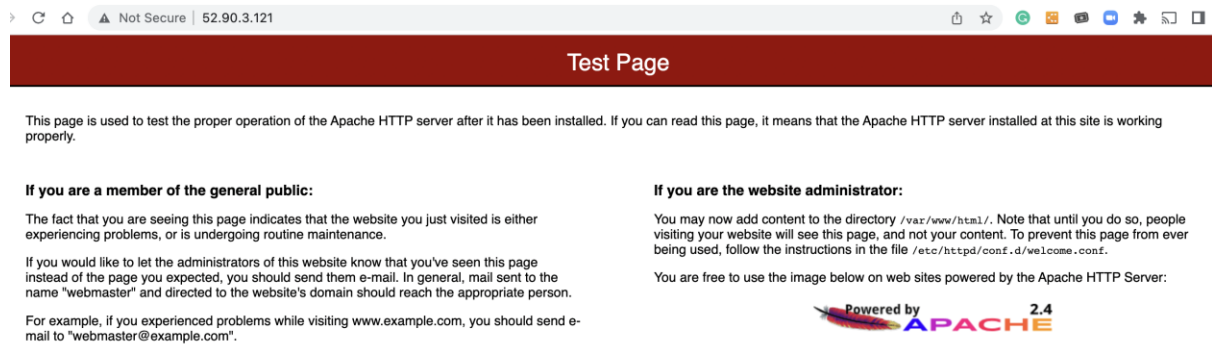 Not Secure | 52.90.3.121
Test Page
This page is used to test the proper operation of the Apache HTTP server after it has been installed. If you can read this page, it means that the Apache HTTP server installed at this site is working
properly.
If you are a member of the general public:
The fact that you are seeing this page indicates that the website you just visited is either
experiencing problems, or is undergoing routine maintenance.
If you would like to let the administrators of this website know that you've seen this page
instead of the page you expected, you should send them e-mail. In general, mail sent to the
name "webmaster" and directed to the website's domain should reach the appropriate person.
For example, if you experienced problems while visiting www.example.com, you should send e-
mail to "webmaster@example.com".
If you are the website administrator:
You may now add content to the directory /var/www/html/. Note that until you do so, people
visiting your website will see this page, and not your content. To prevent this page from ever
being used, follow the instructions in the file /etc/httpd/conf.d/welcome.conf.
You are free to use the image below on web sites powered by the Apache HTTP Server:
Powered by 2.4
APACHE